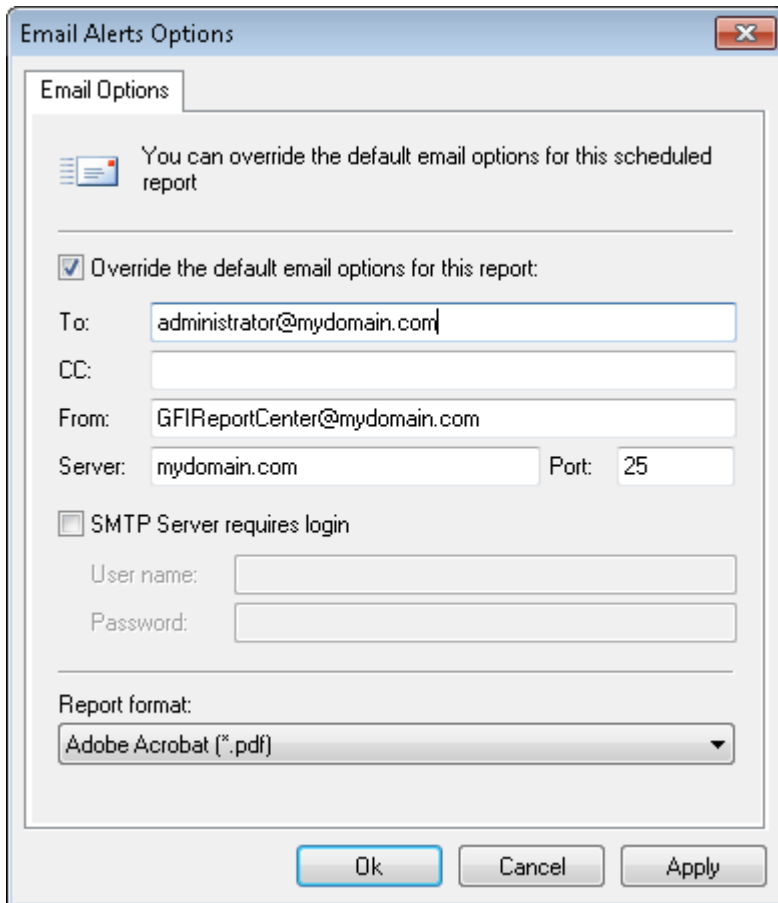 Email Alerts Options
Email Options
You can override the default email options for this scheduled
report
Override the default email options for this report:
To: administrator@mydomain.com
CC:
From: GFIReportCenter@mydomain.com
Server: mydomain.com Port: 25
SMTP Server requires login
User name:
Password:
Report format:
Adobe Acrobat (*.pdf)
Ok Cancel Apply